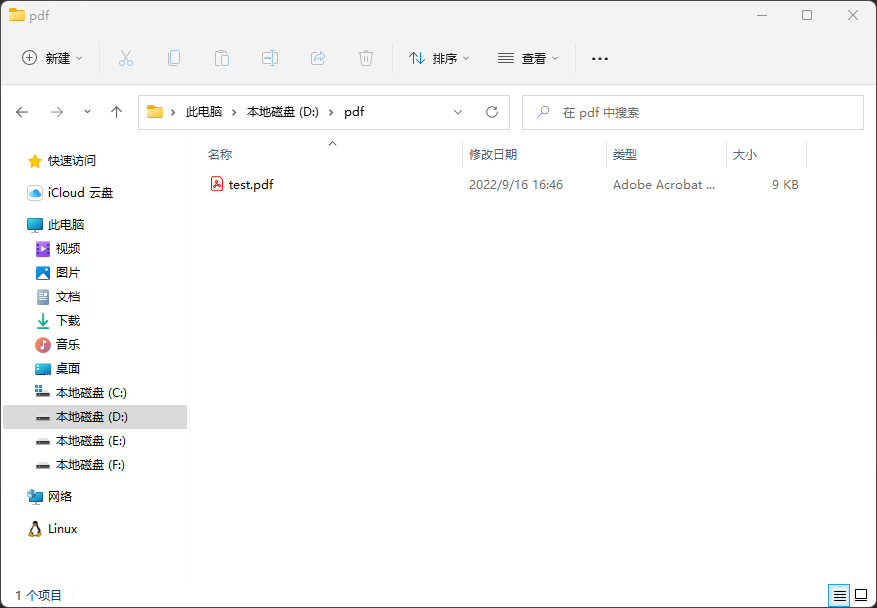 pdf
新建
排序
查看
此电脑 本地磁盘 (D:) pdf
在 pdf 中搜索
快速访问
iCloud 云盘
此电脑
视频
图片
文档
下载
音乐
桌面
本地磁盘 (C:)
本地磁盘 (D:)
本地磁盘 (E:)
本地磁盘 (F:)
网络
Linux
名称 修改日期 类型 大小
test.pdf 2022/9/16 16:46 Adobe Acrobat ... 9 KB
1 个项目